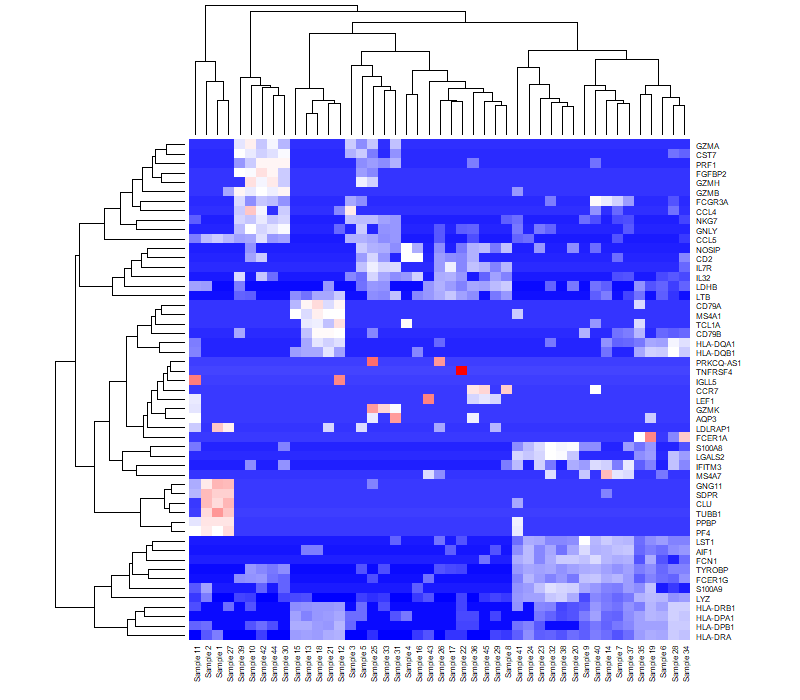 GZMA
CST7
PRF1
FGFBP2
GZMH
GZMB
FCGR3A
CCL4
NKG7
GNLY
CCL5
NOSIP
CD2
IL7R
IL32
LDHB
LTB
CD79A
MS4A1
TCL1A
CD79B
HLA-DQA1
HLA-DQB1
PRKCQ-AS1
TNFRSF4
IGLL5
CCR7
LEF1
GZMK
AQP3
LDLRAP1
FCER1A
S100A8
LGALS2
IFITM3
MS4A7
GNG11
SDPR
CLU
TUBB1
PPBP
PF4
LST1
AIF1
FCN1
TYROBP
FCER1G
S100A9
LYZ
HLA-DRB1
HLA-DPA1
HLA-DPB1
HLA-DRA
Sample 11
Sample 2
Sample 1
Sample 27
Sample 39
Sample 10
Sample 42
Sample 44
Sample 30
Sample 15
Sample 13
Sample 18
Sample 21
Sample 12
Sample 3
Sample 5
Sample 25
Sample 33
Sample 31
Sample 4
Sample 16
Sample 43
Sample 26
Sample 17
Sample 22
Sample 36
Sample 45
Sample 29
Sample 8
Sample 41
Sample 24
Sample 23
Sample 32
Sample 38
Sample 20
Sample 9
Sample 40
Sample 14
Sample 7
Sample 37
Sample 35
Sample 19
Sample 6
Sample 28
Sample 34